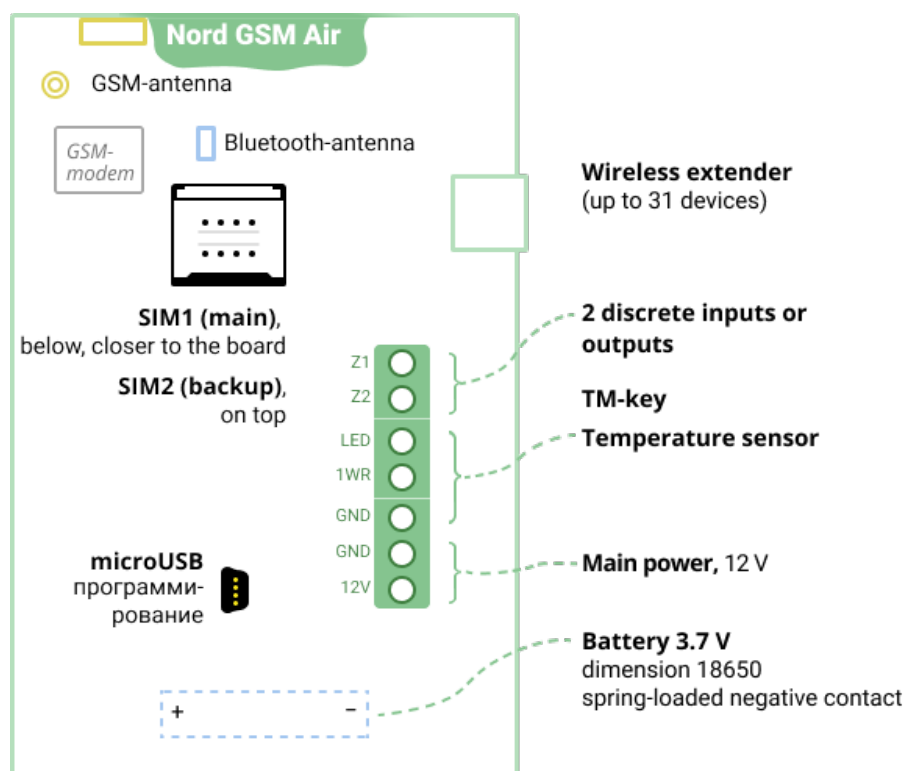 Nord GSM Air
GSM-antenna
GSM-
modem
Bluetooth-antenna
Wireless extender
(up to 31 devices)
SIM1 (main),
below, closer to the board
SIM2 (backup),
on top
Z1
Z2
LED
1WR
GND
GND
12V
2 discrete inputs or
outputs
TM-key
Temperature sensor
Main power, 12 V
microUSB
программи-
рование
Battery 3.7 V
dimension 18650
spring-loaded negative contact
+ −